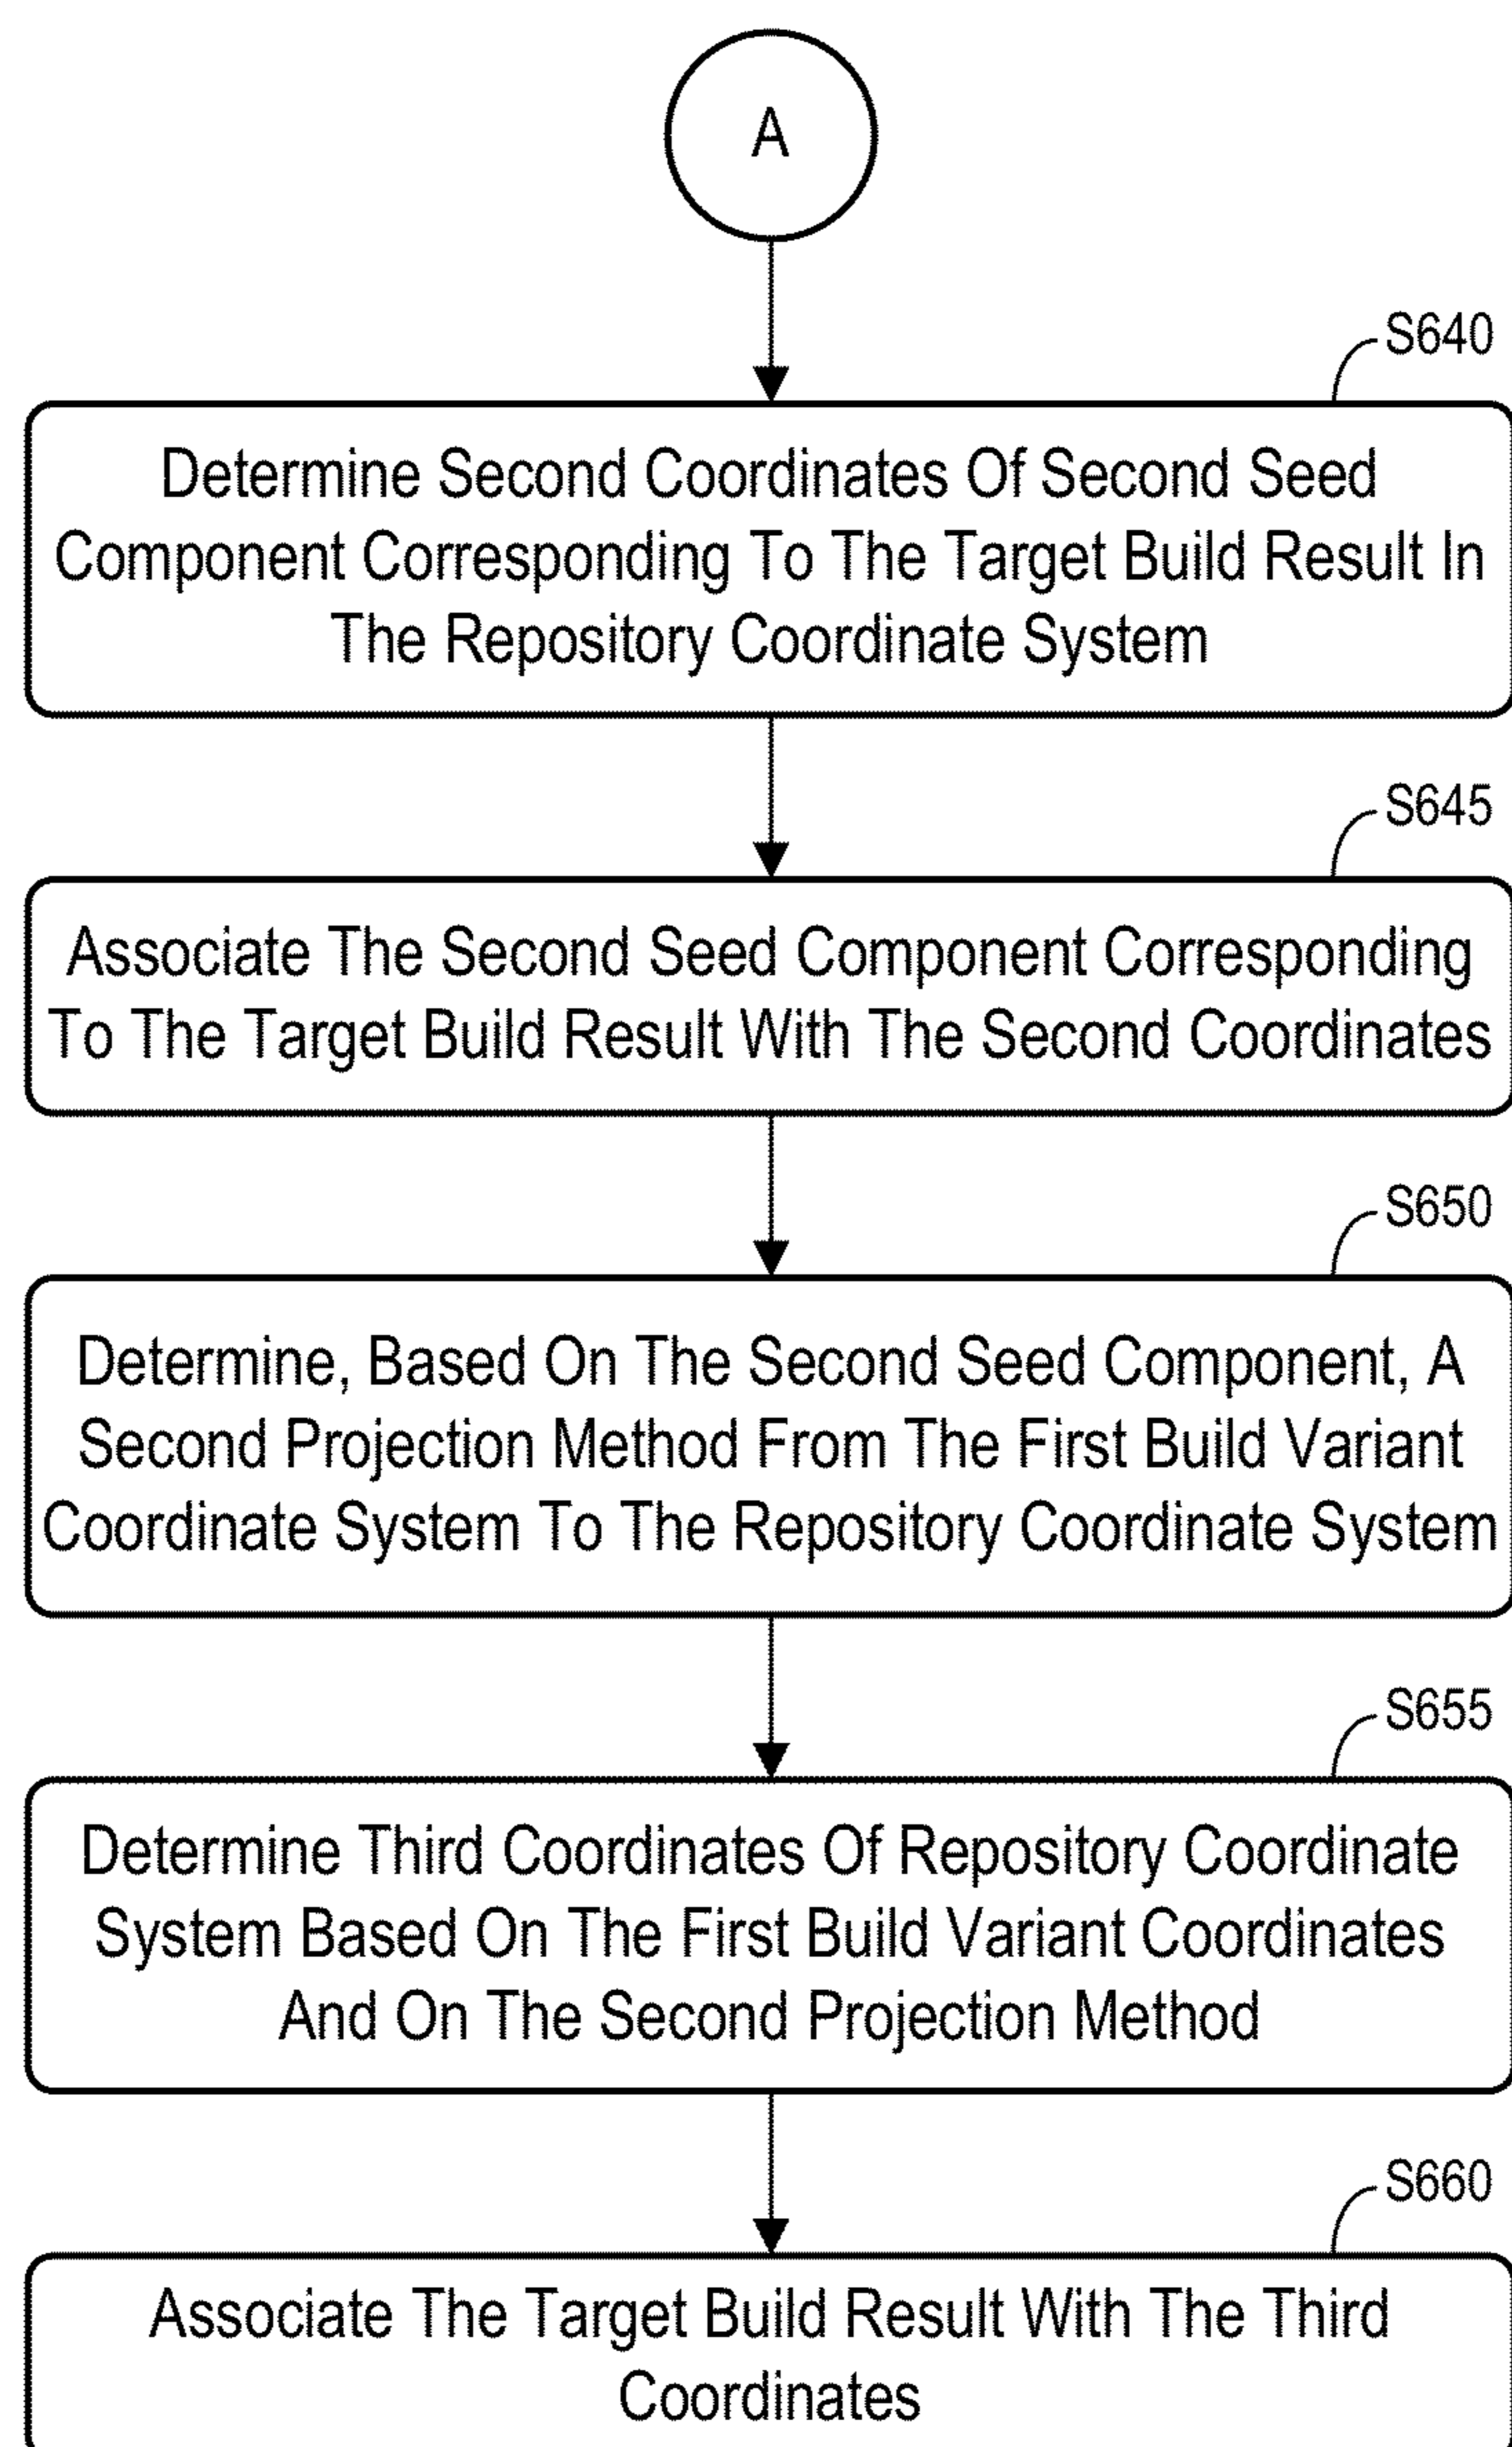 A
S640
Determine Second Coordinates Of Second Seed
Component Corresponding To The Target Build Result In
The Repository Coordinate System
S645
Associate The Second Seed Component Corresponding
To The Target Build Result With The Second Coordinates
S650
Determine, Based On The Second Seed Component, A
Second Projection Method From The First Build Variant
Coordinate System To The Repository Coordinate System
S655
Determine Third Coordinates Of Repository Coordinate
System Based On The First Build Variant Coordinates
And On The Second Projection Method
S660
Associate The Target Build Result With The Third
Coordinates